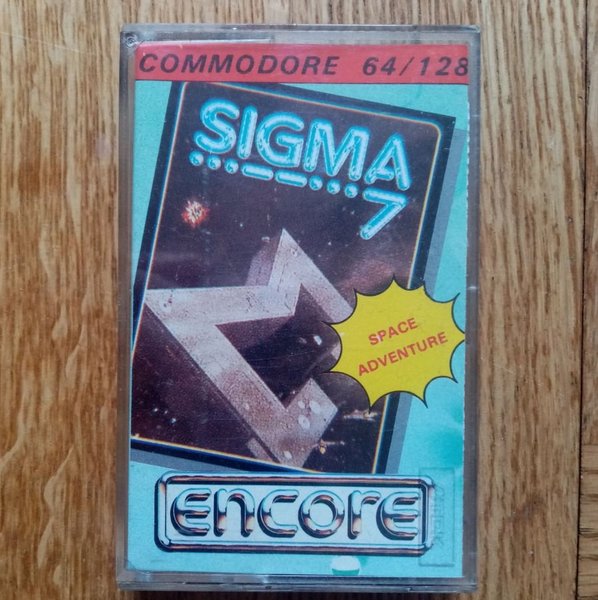 COMMODORE 64/128
SIGMA
7
SPACE
ADVENTURE
encore